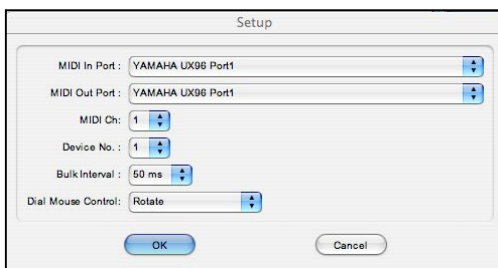 Setup
MIDI In Port : YAMAHA UX96 Port1
MIDI Out Port : YAMAHA UX96 Port1
MIDI Ch: 1
Device No. : 1
Bulk Interval : 50 ms
Dial Mouse Control: Rotate
OK Cancel